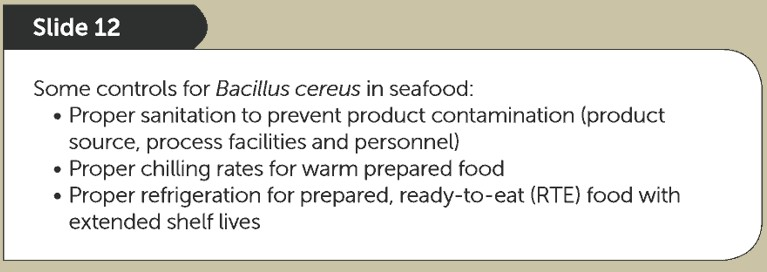 Slide 12
Some controls for Bacillus cereus in seafood:
• Proper sanitation to prevent product contamination (product
source, process facilities and personnel)
• Proper chilling rates for warm prepared food
• Proper refrigeration for prepared, ready-to-eat (RTE) food with
extended shelf lives